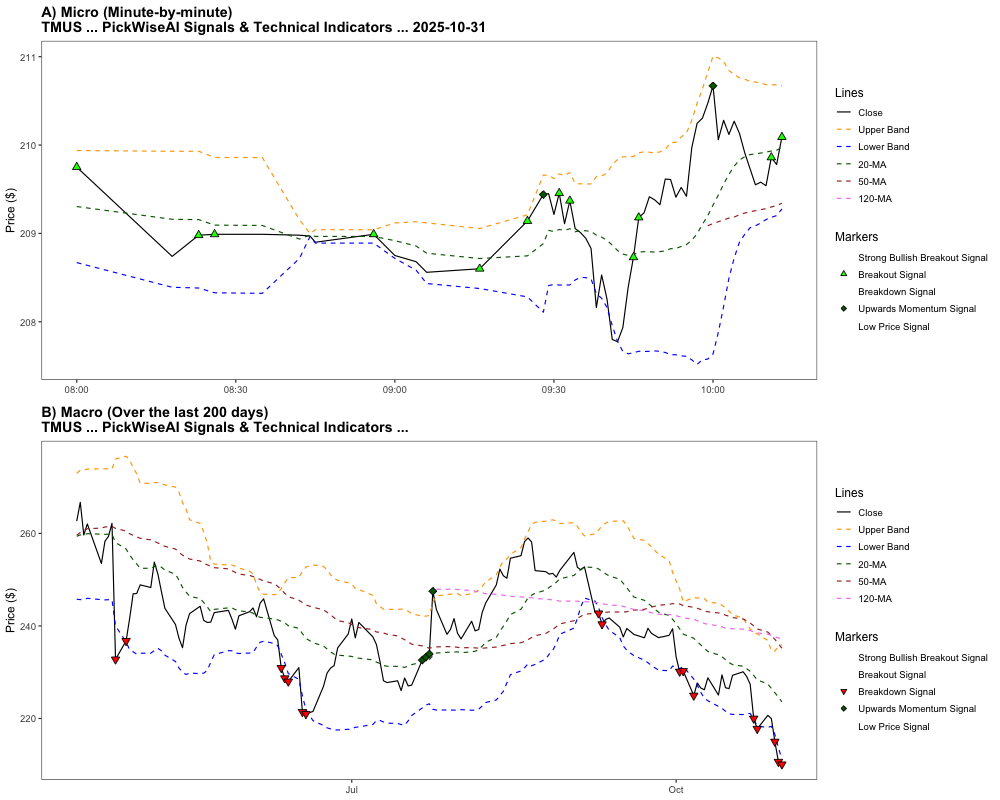 A) Micro (Minute-by-minute)
TMUS ... PickWiseAI Signals & Technical Indicators ... 2025-10-31
Price ($)
211
210
209
208
08:00
08:30
09:00
09:30
10:00
Lines
Close
Upper Band
Lower Band
20-MA
50-MA
120-MA
Markers
Strong Bullish Breakout Signal
Breakout Signal
Breakdown Signal
Upwards Momentum Signal
Low Price Signal
B) Macro (Over the last 200 days)
TMUS ... PickWiseAI Signals & Technical Indicators ...
Price ($)
260
240
220
Jul
Oct
Lines
Close
Upper Band
Lower Band
20-MA
50-MA
120-MA
Markers
Strong Bullish Breakout Signal
Breakout Signal
Breakdown Signal
Upwards Momentum Signal
Low Price Signal